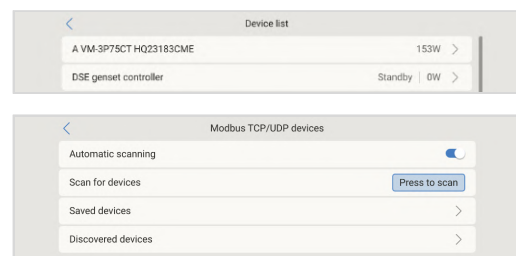 Device list
A VM-3P75CT HQ23183CME 153W
DSE genset controller Standby 0W
Modbus TCP/UDP devices
Automatic scanning
Scan for devices Press to scan
Saved devices
Discovered devices